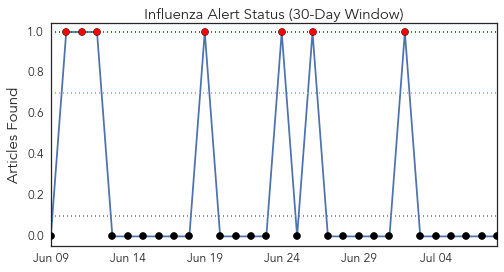 Influenza Alert Status (30-Day Window)
1.0
0.8
0.6
0.4
0.2
0.0
Articles Found
Jun 09
Jun 14
Jun 19
Jun 24
Jun 29
Jul 04